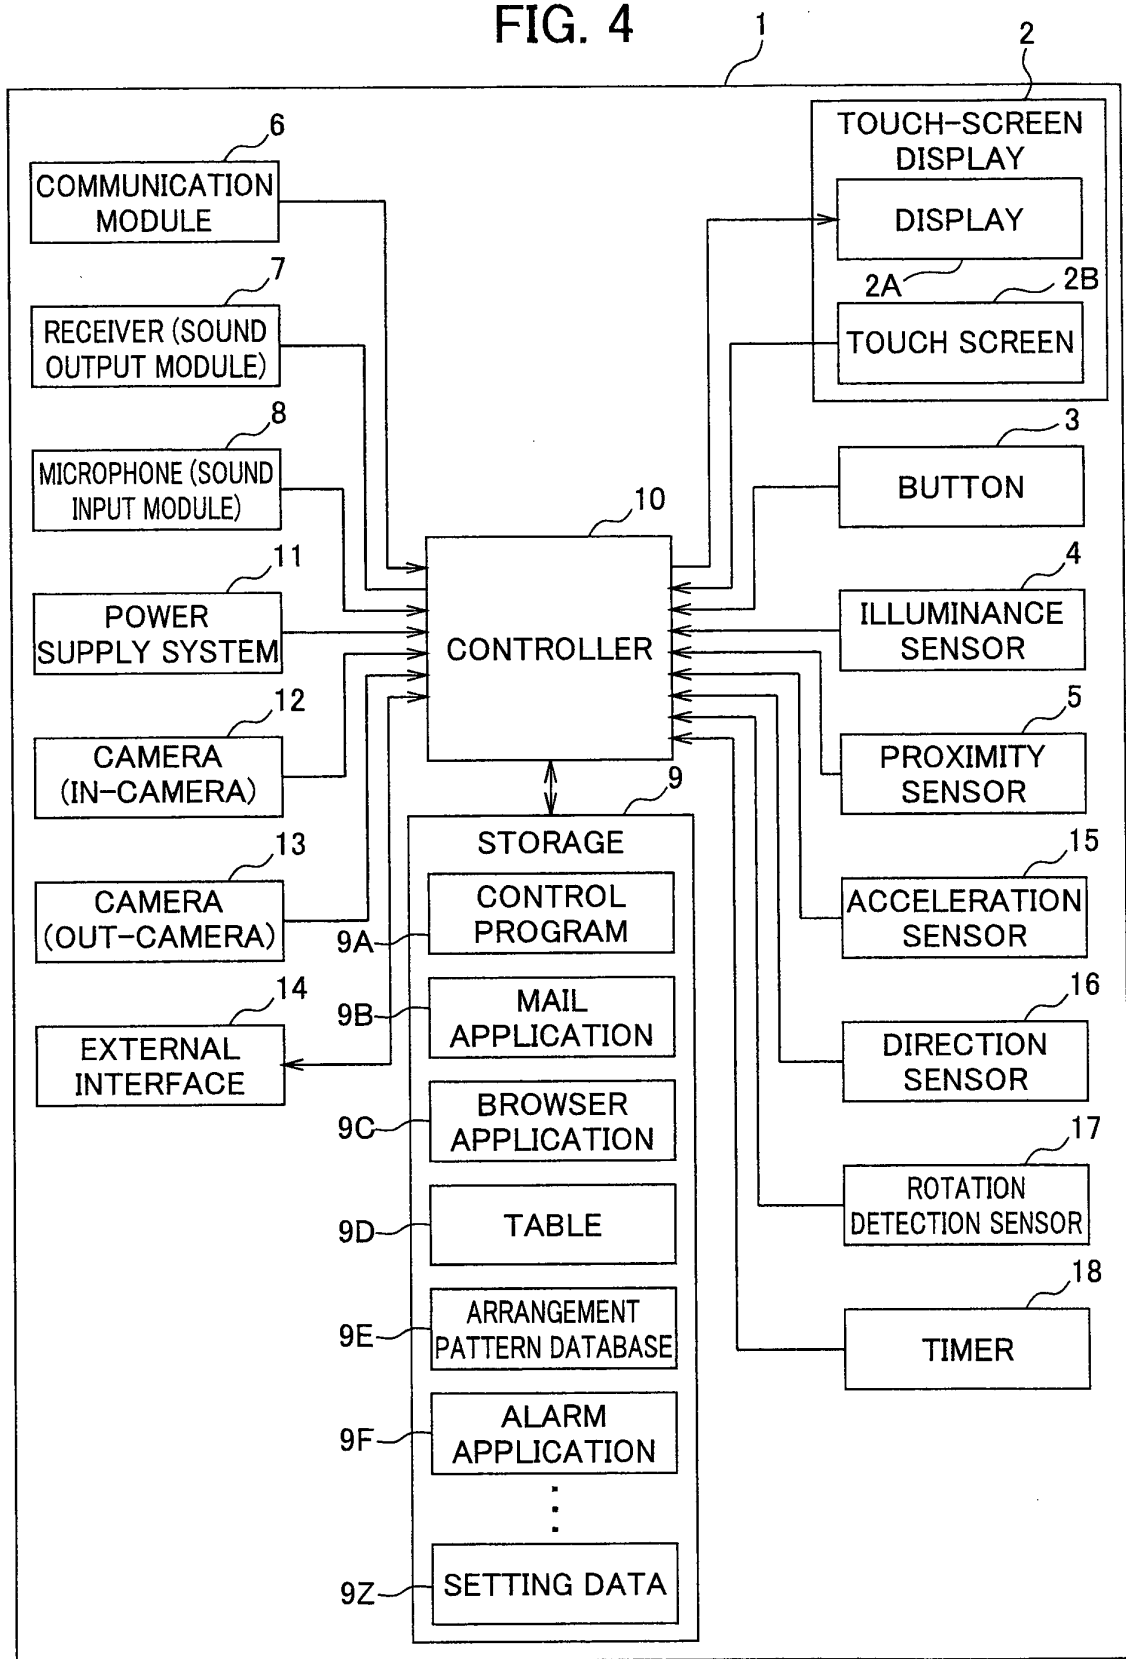 FIG. 4
1
2
TOUCH-SCREEN
DISPLAY
DISPLAY
2A
2B
TOUCH SCREEN
6
COMMUNICATION
MODULE
7
RECEIVER (SOUND
OUTPUT MODULE)
8
MICROPHONE (SOUND
INPUT MODULE)
11
POWER
SUPPLY SYSTEM
12
CAMERA
(IN-CAMERA)
13
CAMERA
(OUT-CAMERA)
14
EXTERNAL
INTERFACE
10
CONTROLLER
3
BUTTON
4
ILLUMINANCE
SENSOR
5
PROXIMITY
SENSOR
15
ACCELERATION
SENSOR
16
DIRECTION
SENSOR
17
ROTATION
DETECTION SENSOR
18
TIMER
9
STORAGE
CONTROL
PROGRAM
9A
MAIL
APPLICATION
9B
BROWSER
APPLICATION
9C
TABLE
9D
ARRANGEMENT
PATTERN DATABASE
9E
ALARM
APPLICATION
9F
SETTING DATA
9Z